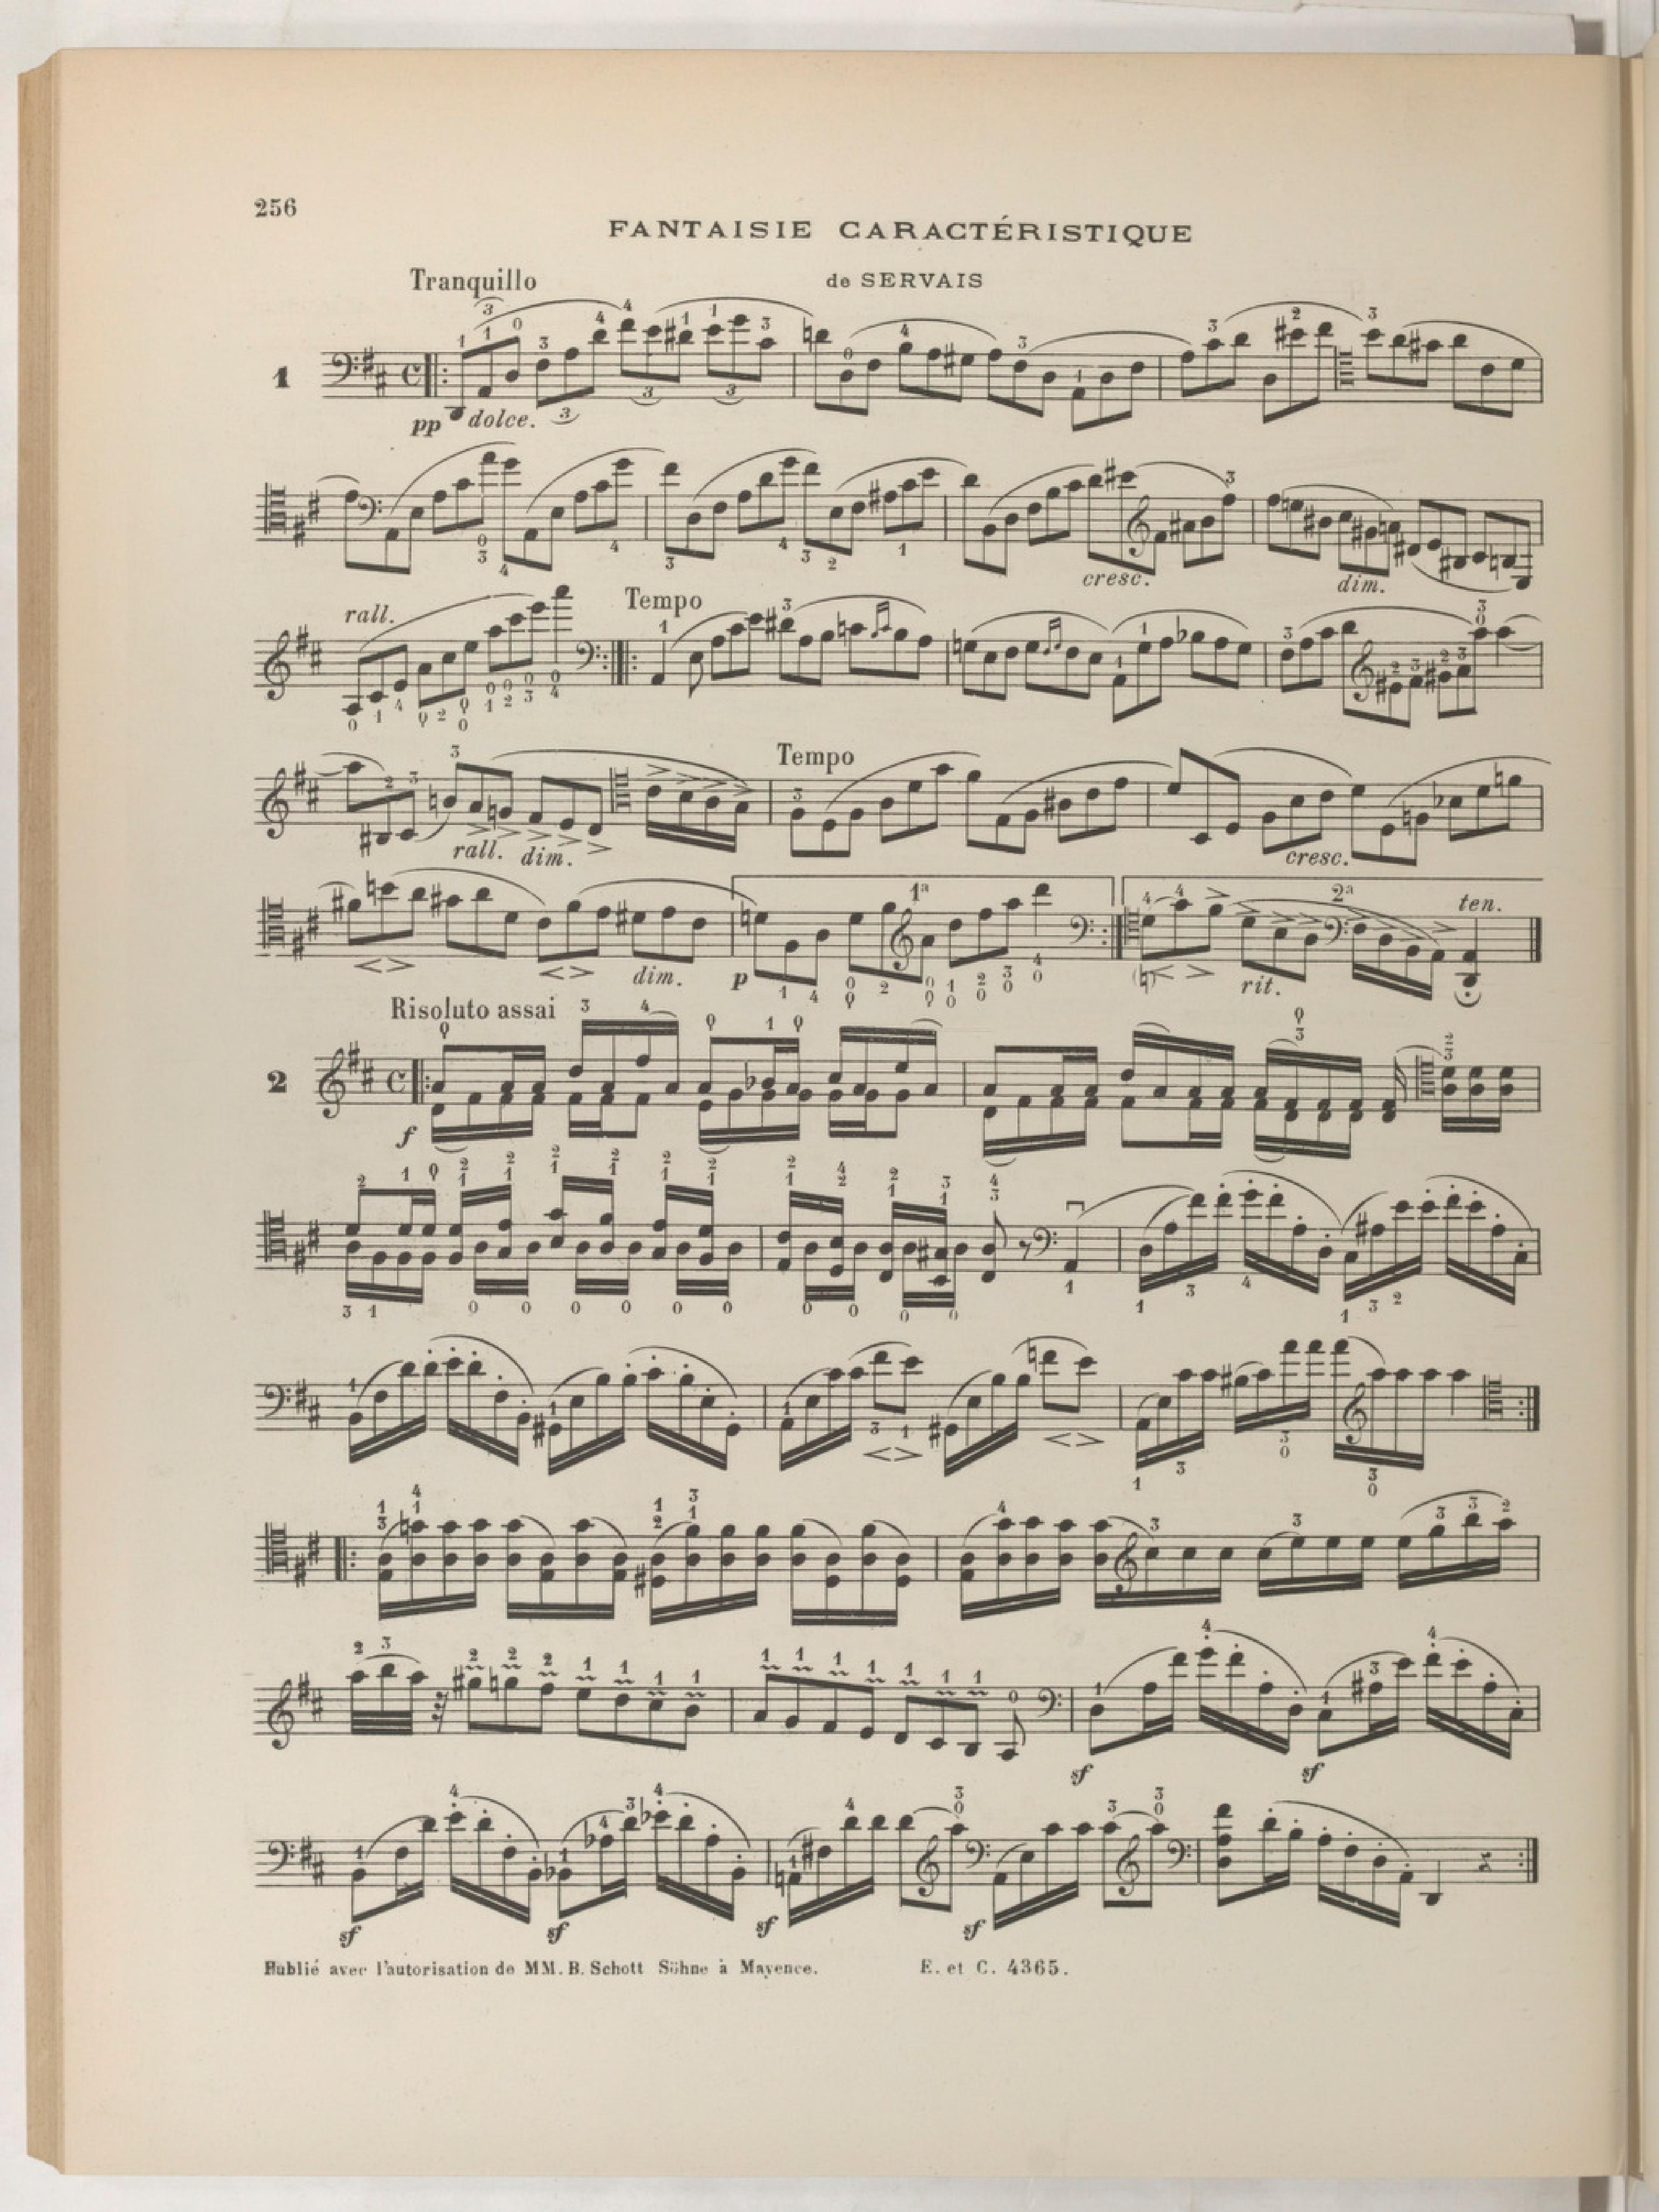 256
FANTAISIE CARACTÉRISTIQUE
de SERVAIS
Tranquillo
1
pp dolce.
cresc. dim.
rall. Tempo
Tempo
rall. dim. cresc.
1a 2a ten.
dim. p rit.
Risoluto assai
2
f
sf sf
sf sf sf sf
Publié avec l'autorisation de MM. B. Schott Söhne à Mayence. E. et C. 4365.